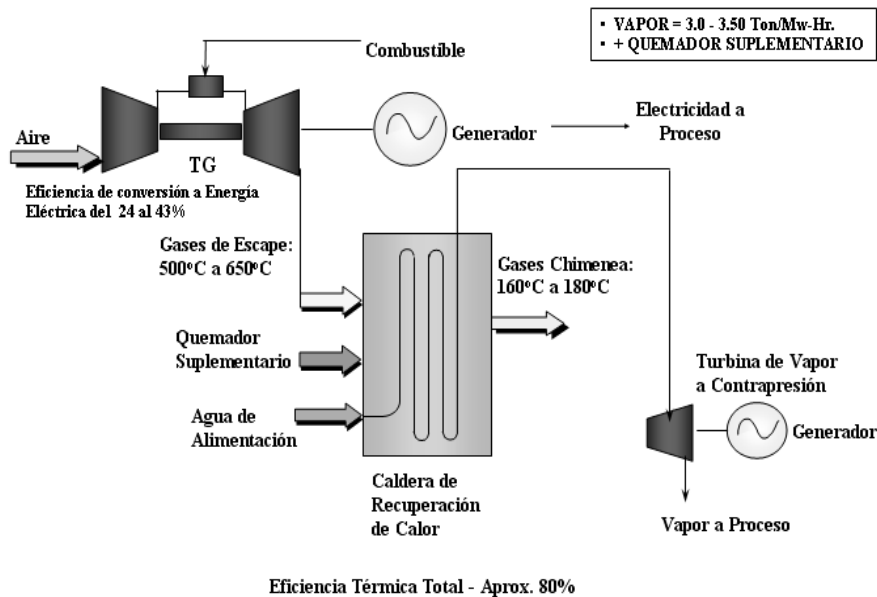 ▪ VAPOR = 3.0 - 3.50 Ton/Mw-Hr.
▪ + QUEMADOR SUPLEMENTARIO
Combustible
Aire
TG
Generador
Electricidad a
Proceso
Eficiencia de conversión a Energía
Eléctrica del 24 al 43%
Gases de Escape:
500ºC a 650ºC
Gases Chimenea:
160ºC a 180ºC
Quemador
Suplementario
Agua de
Alimentación
Turbina de Vapor
a Contrapresión
Generador
Caldera de
Recuperación
de Calor
Vapor a Proceso
Eficiencia Térmica Total - Aprox. 80%